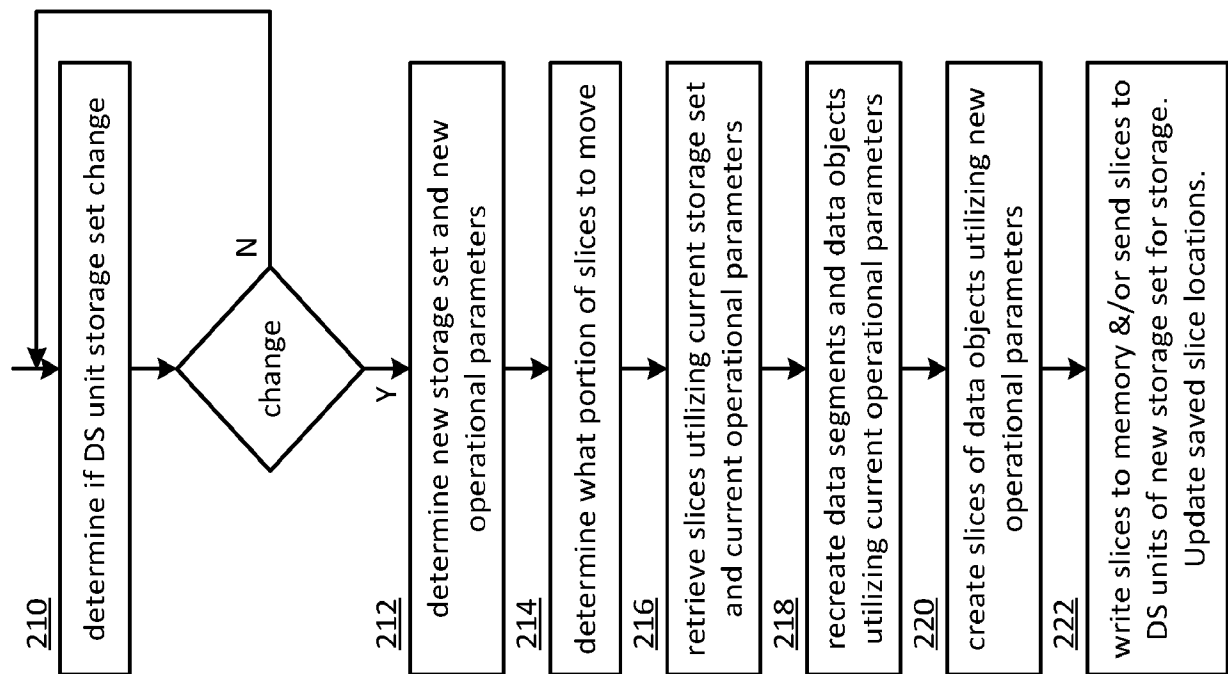 210
determine if DS unit storage set change
change
N
Y
212
determine new storage set and new
operational parameters
214
determine what portion of slices to move
216
retrieve slices utilizing current storage set
and current operational parameters
218
recreate data segments and data objects
utilizing current operational parameters
220
create slices of data objects utilizing new
operational parameters
222
write slices to memory &/or send slices to
DS units of new storage set for storage.
Update saved slice locations.